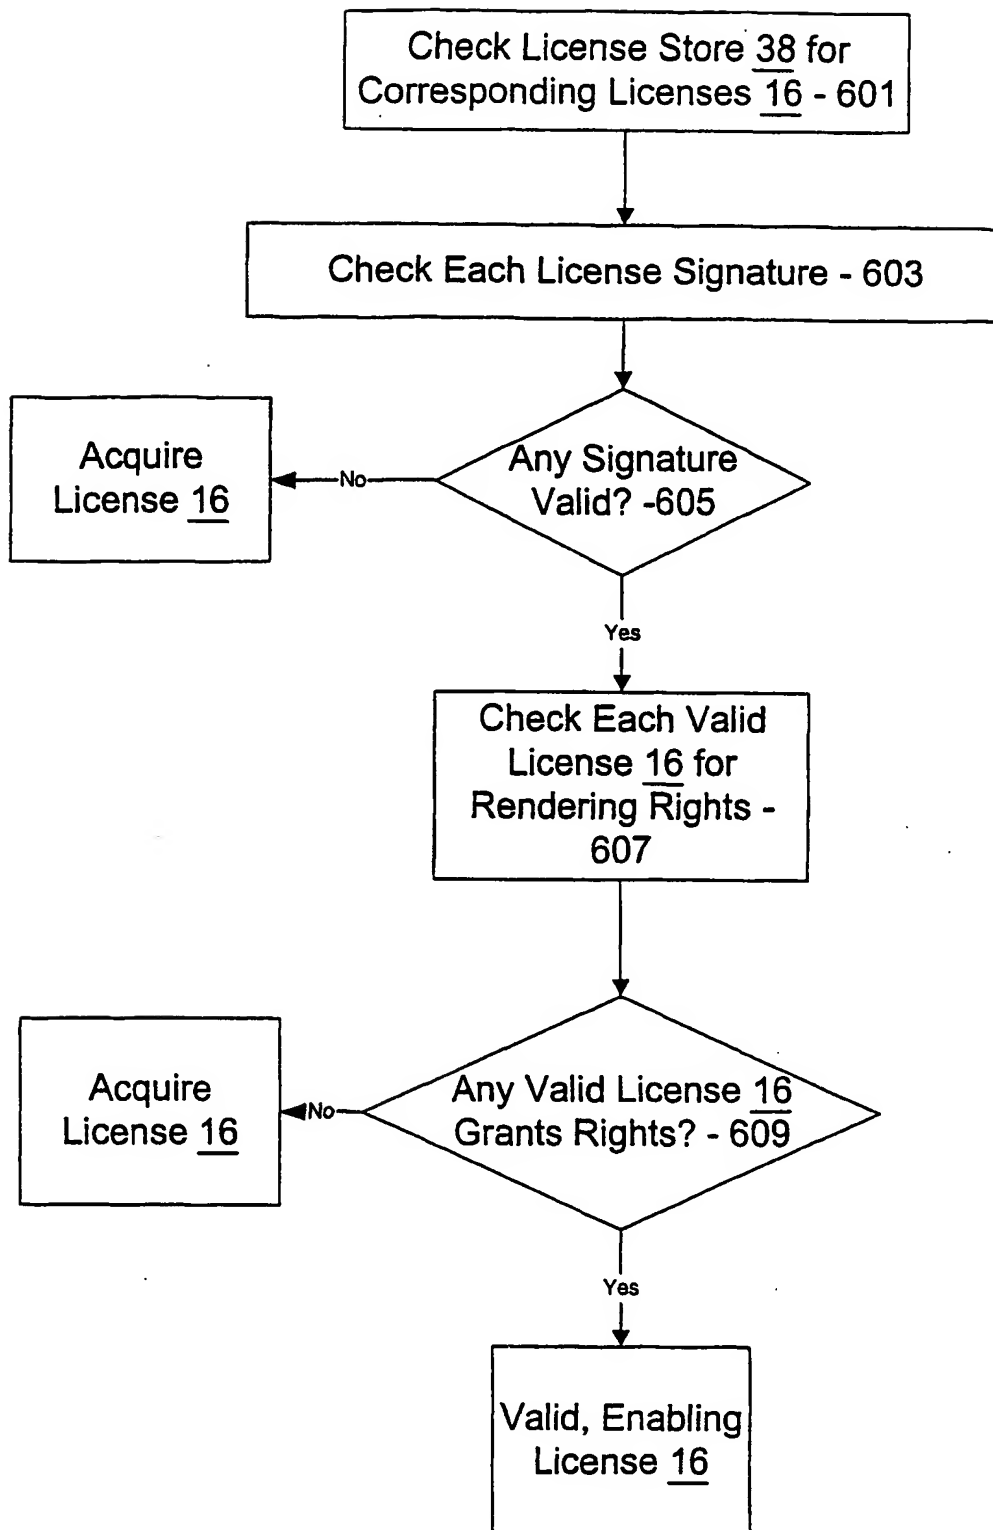 Check License Store 38 for
Corresponding Licenses 16 - 601
Check Each License Signature - 603
Any Signature
Valid? -605
No
Acquire
License 16
Yes
Check Each Valid
License 16 for
Rendering Rights -
607
Any Valid License 16
Grants Rights? - 609
No
Acquire
License 16
Yes
Valid, Enabling
License 16